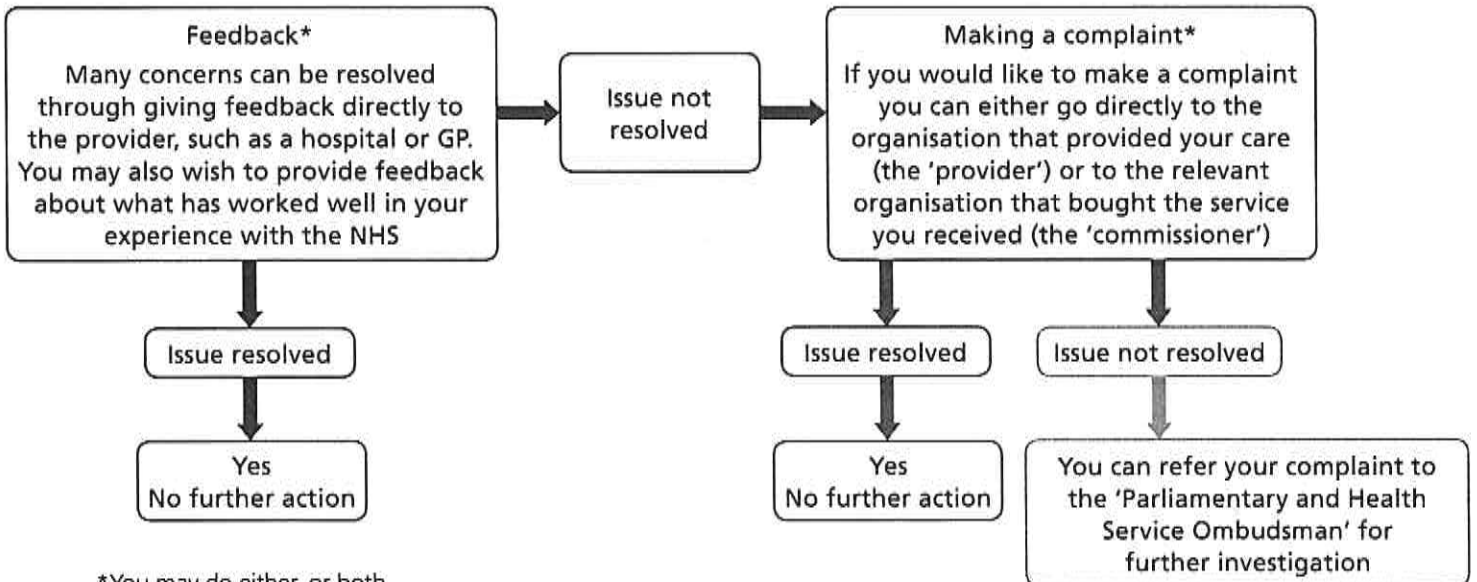 Feedback*
Many concerns can be resolved
through giving feedback directly to
the provider, such as a hospital or GP.
You may also wish to provide feedback
about what has worked well in your
experience with the NHS
Issue not
resolved
Making a complaint*
If you would like to make a complaint
you can either go directly to the
organisation that provided your care
(the 'provider') or to the relevant
organisation that bought the service
you received (the 'commissioner')
Issue resolved
Issue resolved
Issue not resolved
Yes
No further action
Yes
No further action
You can refer your complaint to
the 'Parliamentary and Health
Service Ombudsman' for
further investigation
*You may do either, or both